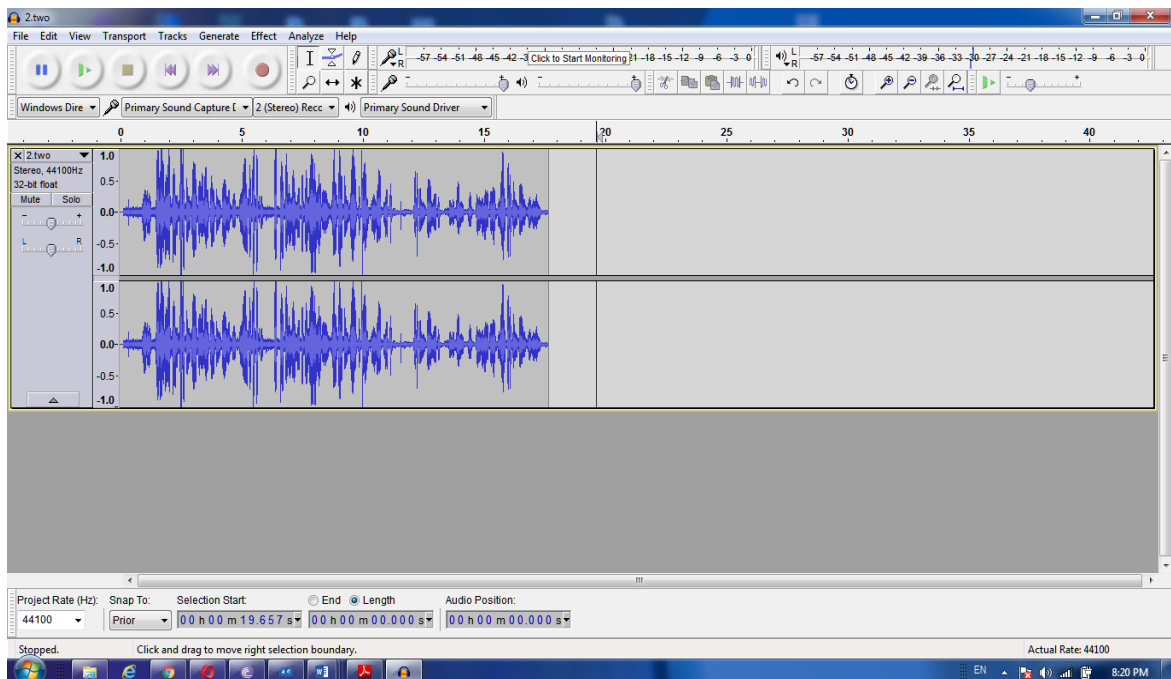 2.two
File Edit View Transport Tracks Generate Effect Analyze Help
L R -57 -54 -51 -48 -45 -42 -3 Click to Start Monitoring 21 -18 -15 -12 -9 -6 -3 0 L R -57 -54 -51 -48 -45 -42 -39 -36 -33 -30 -27 -24 -21 -18 -15 -12 -9 -6 -3 0
- + - +
Windows Dire Primary Sound Capture 2 (Stereo) Recc Primary Sound Driver
0 5 10 15 20 25 30 35 40
2.two 1.0
Stereo, 44100Hz
32-bit float 0.5
Mute Solo
- + 0.0
L R -0.5
-1.0
1.0
0.5
0.0
-0.5
-1.0
Project Rate (Hz): Snap To: Selection Start: End Length Audio Position:
44100 Prior 00 h 00 m 19.657 s 00 h 00 m 00.000 s 00 h 00 m 00.000 s
Stopped. Click and drag to move right selection boundary. Actual Rate: 44100
EN 8:20 PM